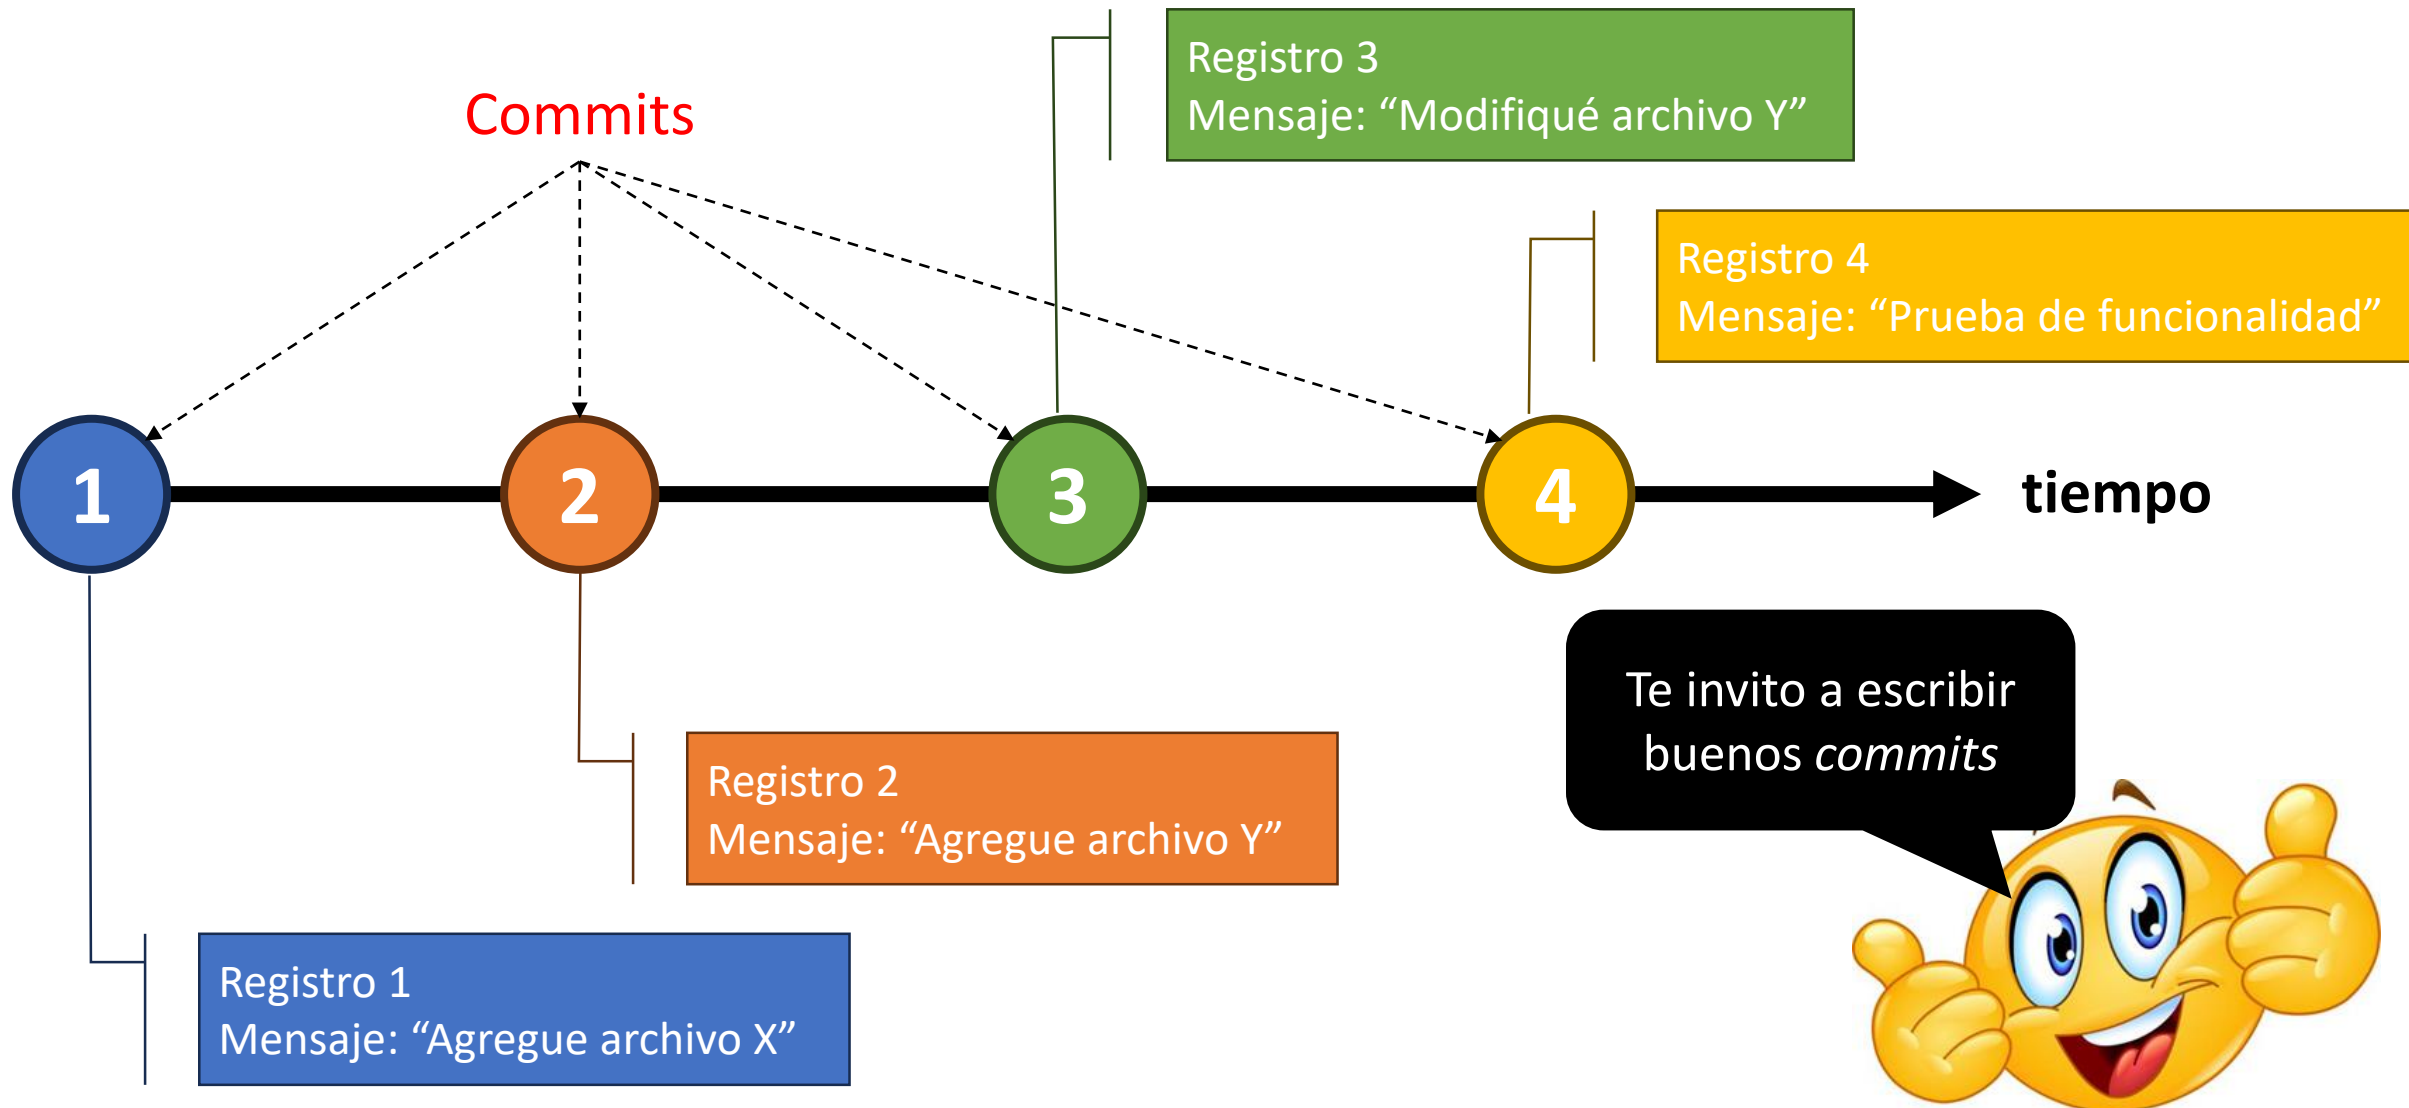 Registro 3
Mensaje: “Modifiqué archivo Y”
Commits
Registro 4
Mensaje: “Prueba de funcionalidad”
1
2
3
4
tiempo
Te invito a escribir
buenos commits
Registro 2
Mensaje: “Agregue archivo Y”
Registro 1
Mensaje: “Agregue archivo X”